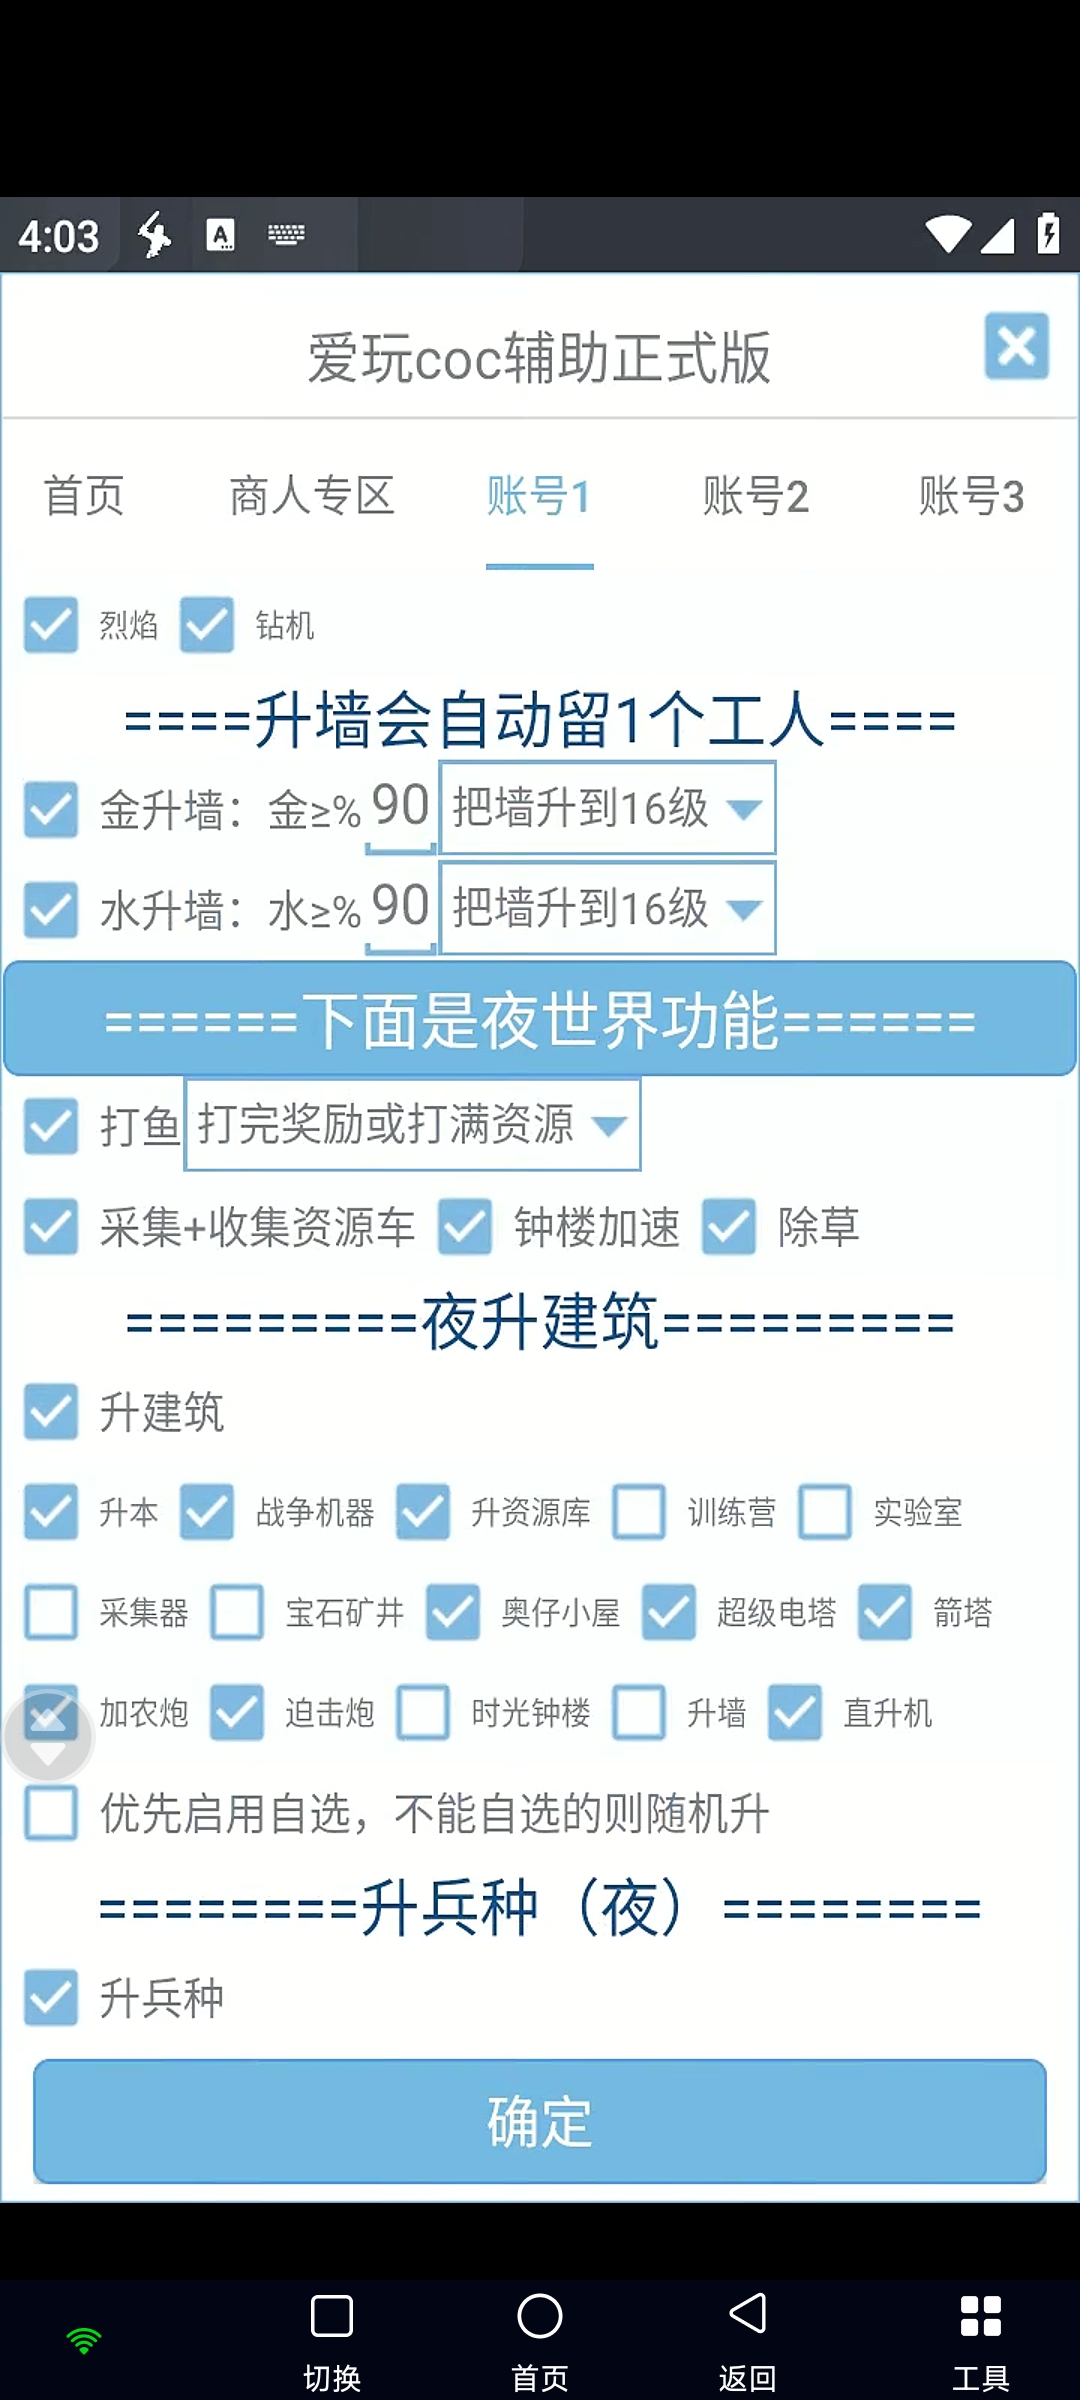 4:03
爱玩coc辅助正式版
首页 商人专区 账号1 账号2 账号3
烈焰 钻机
====升墙会自动留1个工人====
金升墙：金≥% 90 把墙升到16级
水升墙：水≥% 90 把墙升到16级
======下面是夜世界功能======
打鱼 打完奖励或打满资源
采集+收集资源车 钟楼加速 除草
=========夜升建筑=========
升建筑
升本 战争机器 升资源库 训练营 实验室
采集器 宝石矿井 奥仔小屋 超级电塔 箭塔
加农炮 迫击炮 时光钟楼 升墙 直升机
优先启用自选，不能自选的则随机升
========升兵种（夜）========
升兵种
确定
切换 首页 返回 工具